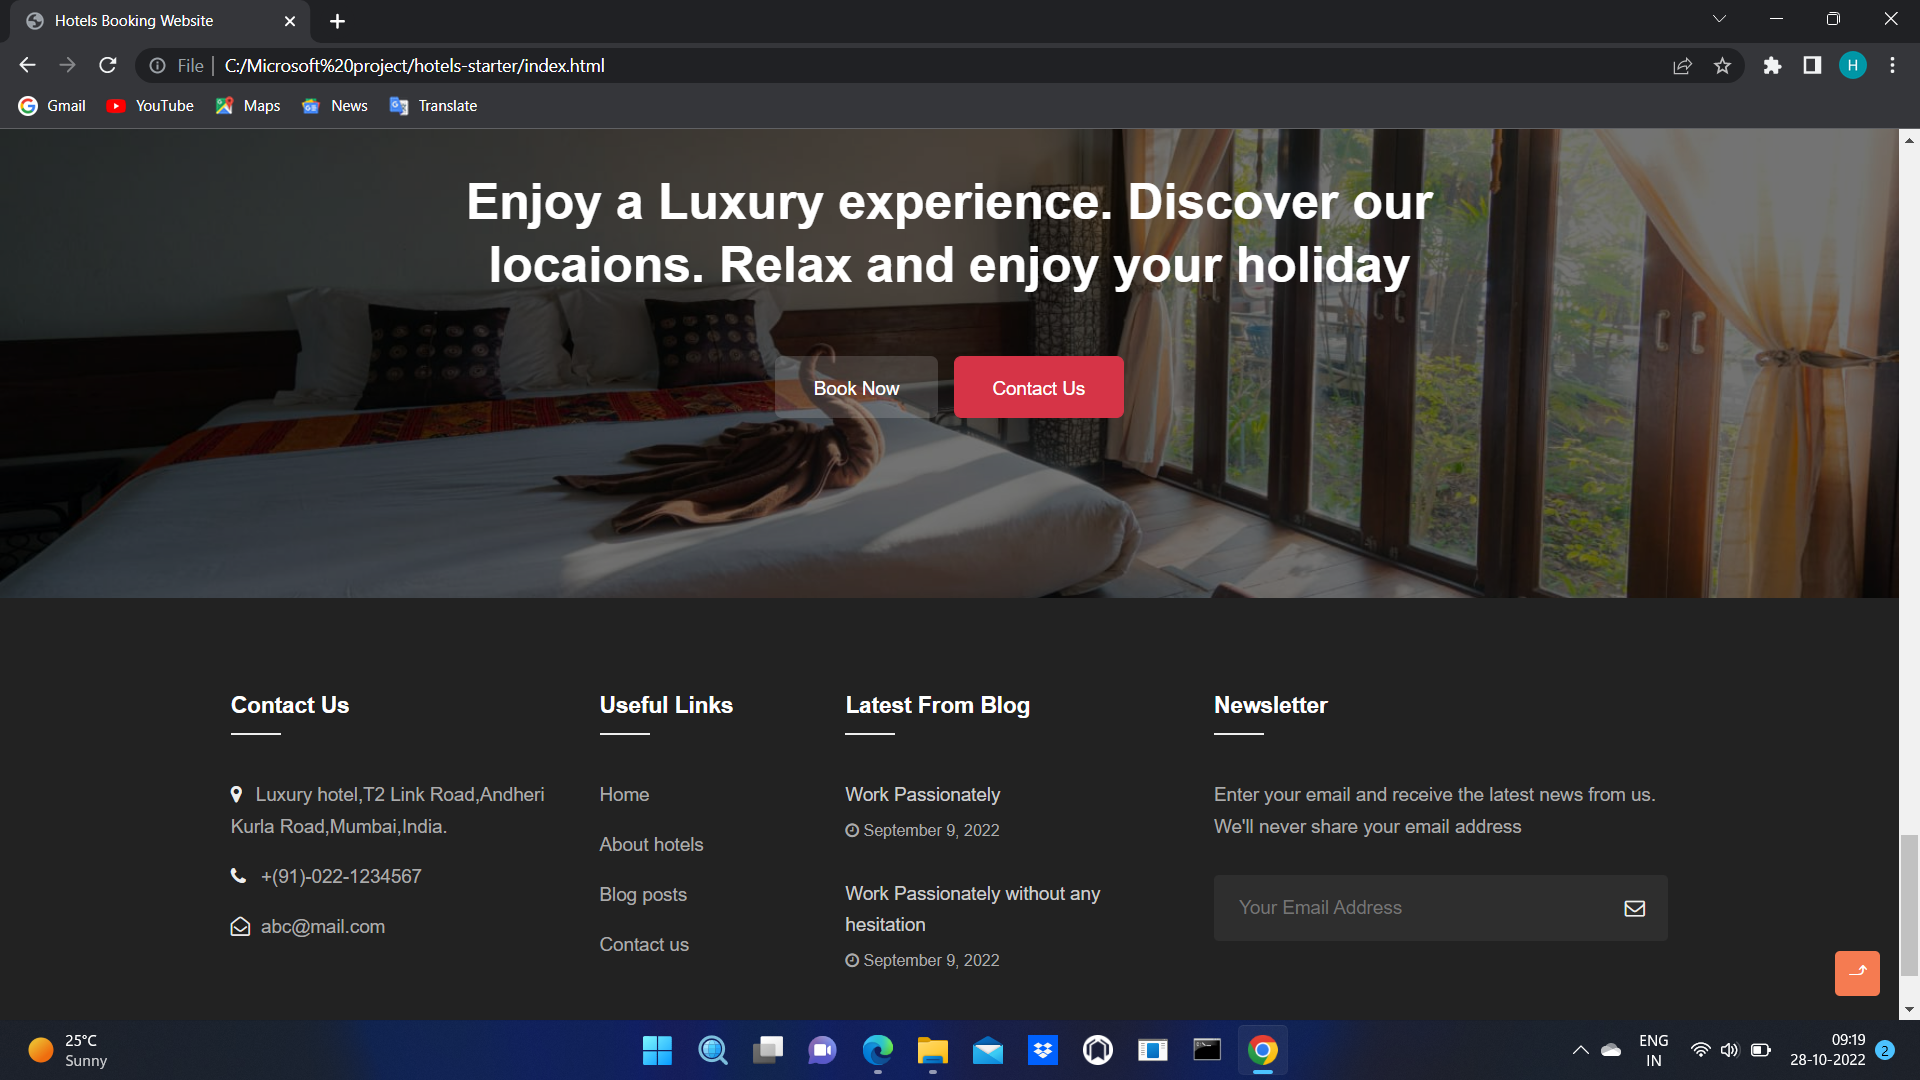 Hotels Booking Website
File | C:/Microsoft%20project/hotels-starter/index.html
H
Gmail YouTube Maps News Translate
Enjoy a Luxury experience. Discover our
locaions. Relax and enjoy your holiday
Book Now Contact Us
Contact Us
Luxury hotel,T2 Link Road,Andheri
Kurla Road,Mumbai,India.
+(91)-022-1234567
abc@mail.com
Useful Links
Home
About hotels
Blog posts
Contact us
Latest From Blog
Work Passionately
September 9, 2022
Work Passionately without any
hesitation
September 9, 2022
Newsletter
Enter your email and receive the latest news from us.
We'll never share your email address
Your Email Address
25°C
Sunny
ENG
IN
09:19
28-10-2022
2